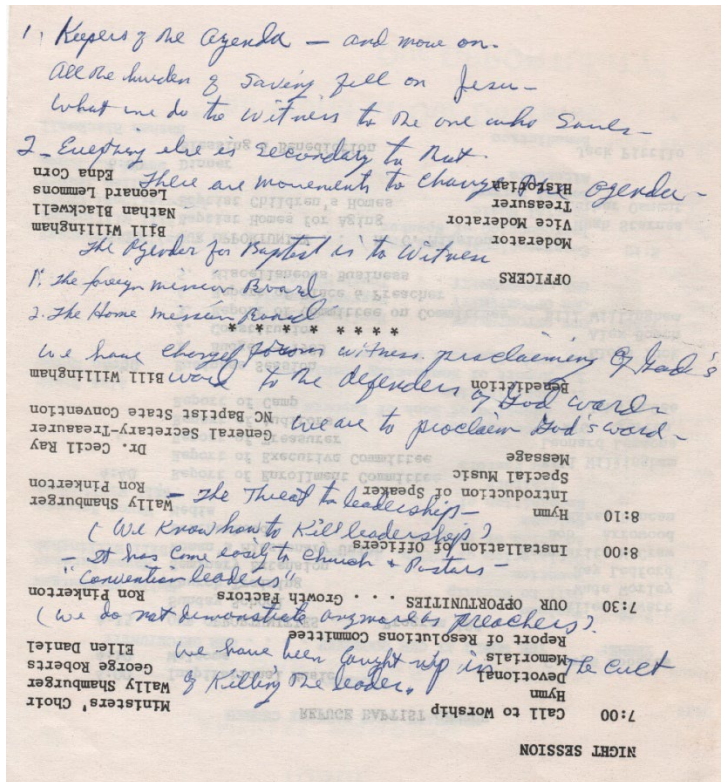 1. Keepers of the agenda — and move on.
All the burden of Saving fell on Jesu—
What we do the witness to the one who Saves—
2— Everything else is secondary to that.
There are movements to change the agenda—
The Agenda for Baptist is to Witness
1. The foreign mission Board
2. The Home mission Board
We have changed from witness proclaiming of God's
word to the defenders of God word—
We are to proclaim God's word—
— The Threat to leadership—
(We Know how to Kill leadership)
— It has come easily to Church & Pastors—
"Convention leaders"
(We do not demonstrate anymore as preachers).
We have been caught up in The cult
of Killing the leader"
NIGHT SESSION
7:00 Call to Worship Ministers' Choir
Hymn Wally Shamburger
Devotional George Roberts
Memorials Ellen Daniel
Report of Resolutions Committee
7:30 OUR OPPORTUNITIES . . . . Growth Factors Ron Pinkerton
8:00 Installation of Officers
8:10 Hymn Wally Shamburger
Introduction of Speaker Ron Pinkerton
Special Music
Message Dr. Cecil Ray
General Secretary-Treasurer
NC Baptist State Convention
Benediction Bill Willingham
* * * * * * * * *
OFFICERS
Moderator Bill Willingham
Vice Moderator Nathan Blackwell
Treasurer Leonard Lemmons
Historian Edna Corn